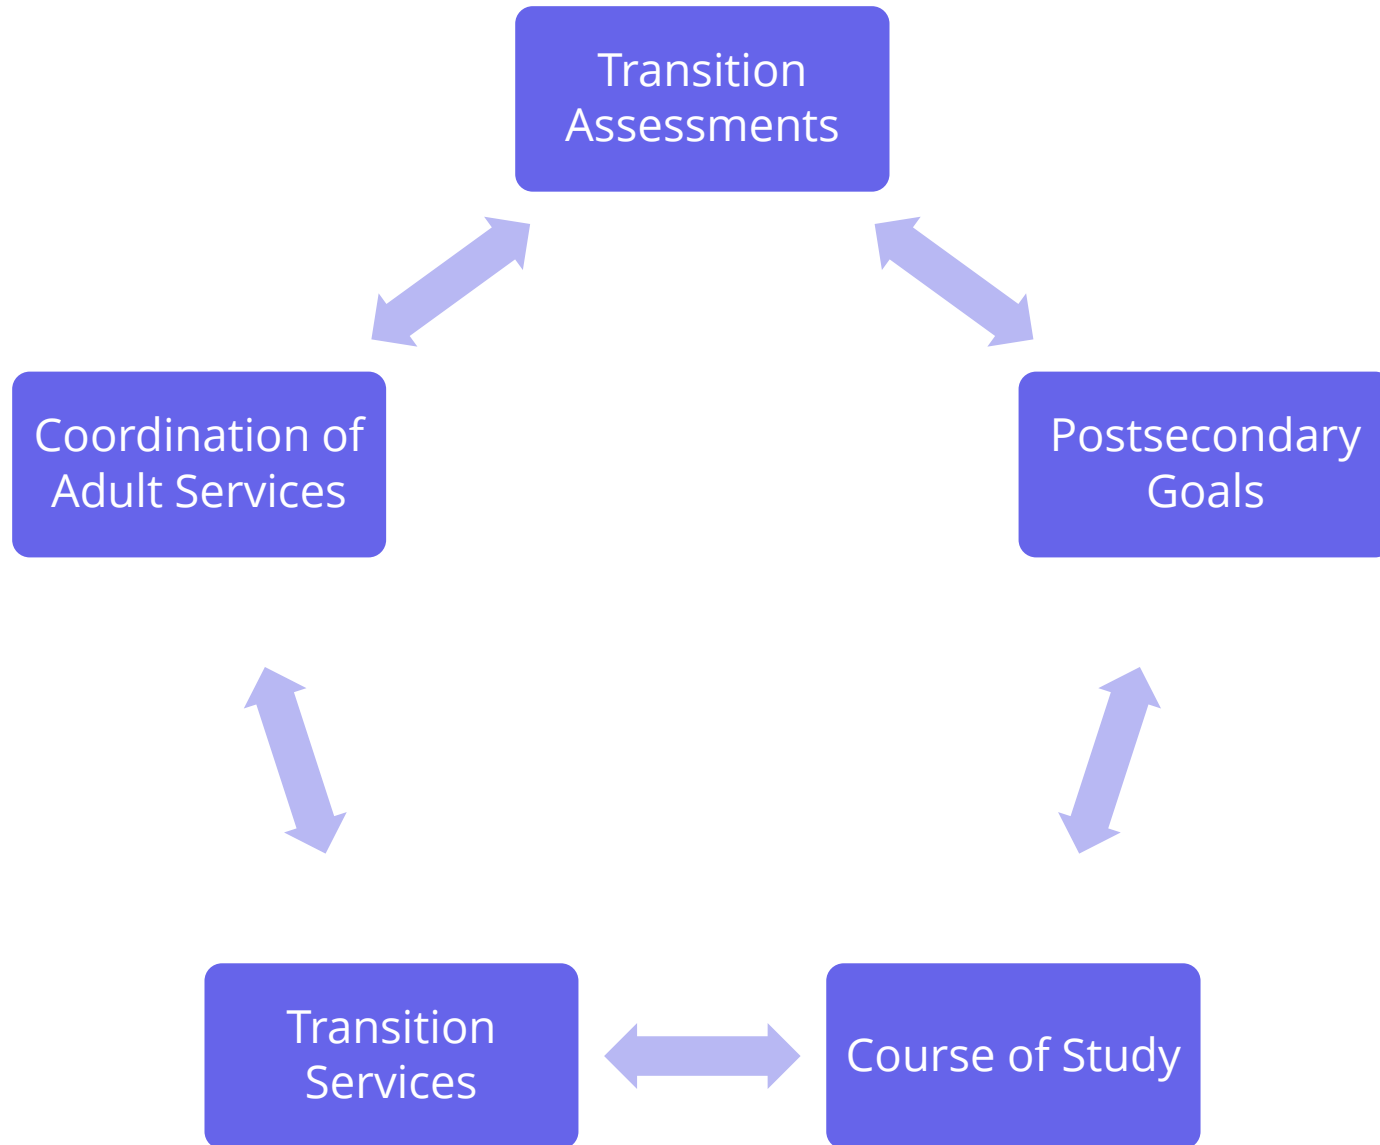 Transition
Assessments
Coordination of
Adult Services
Postsecondary
Goals
Transition
Services
Course of Study